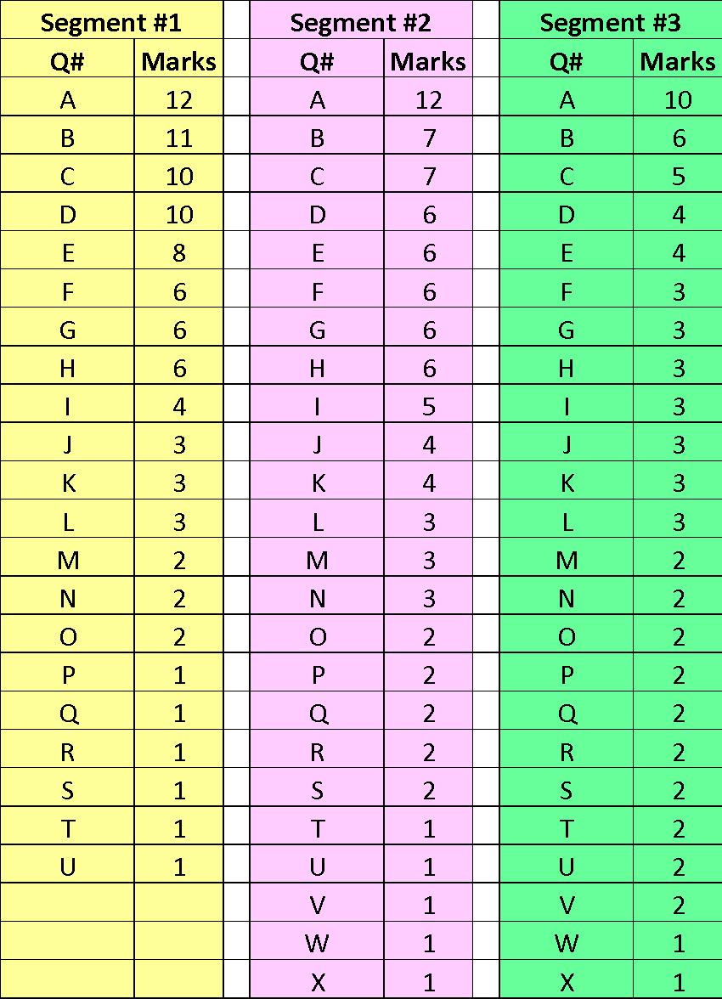 Segment #1 Segment #2 Segment #3
Q# Marks Q# Marks Q# Marks
A 12 A 12 A 10
B 11 B 7 B 6
C 10 C 7 C 5
D 10 D 6 D 4
E 8 E 6 E 4
F 6 F 6 F 3
G 6 G 6 G 3
H 6 H 6 H 3
I 4 I 5 I 3
J 3 J 4 J 3
K 3 K 4 K 3
L 3 L 3 L 3
M 2 M 3 M 2
N 2 N 3 N 2
O 2 O 2 O 2
P 1 P 2 P 2
Q 1 Q 2 Q 2
R 1 R 2 R 2
S 1 S 2 S 2
T 1 T 1 T 2
U 1 U 1 U 2
V 1 V 2
W 1 W 1
X 1 X 1